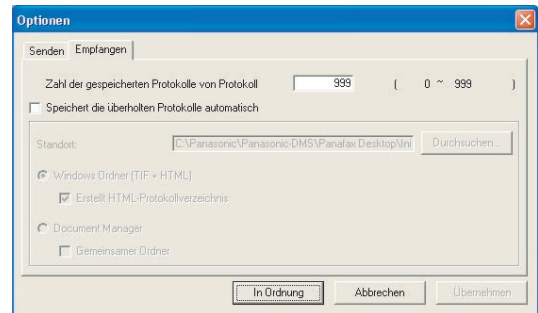 Optionen
Senden Empfangen
Zahl der gespeicherten Protokolle von Protokoll 999 ( 0 ~ 999 )
Speichert die überholten Protokolle automatisch
Standort: C:\Panasonic\Panasonic-DMS\Panafax Desktop\Ini Durchsuchen...
Windows Ordner (TIF + HTML)
Erstellt HTML-Protokollverzeichnis
Document Manager
Gemeinsamer Ordner
In Ordnung Abbrechen Übernehmen